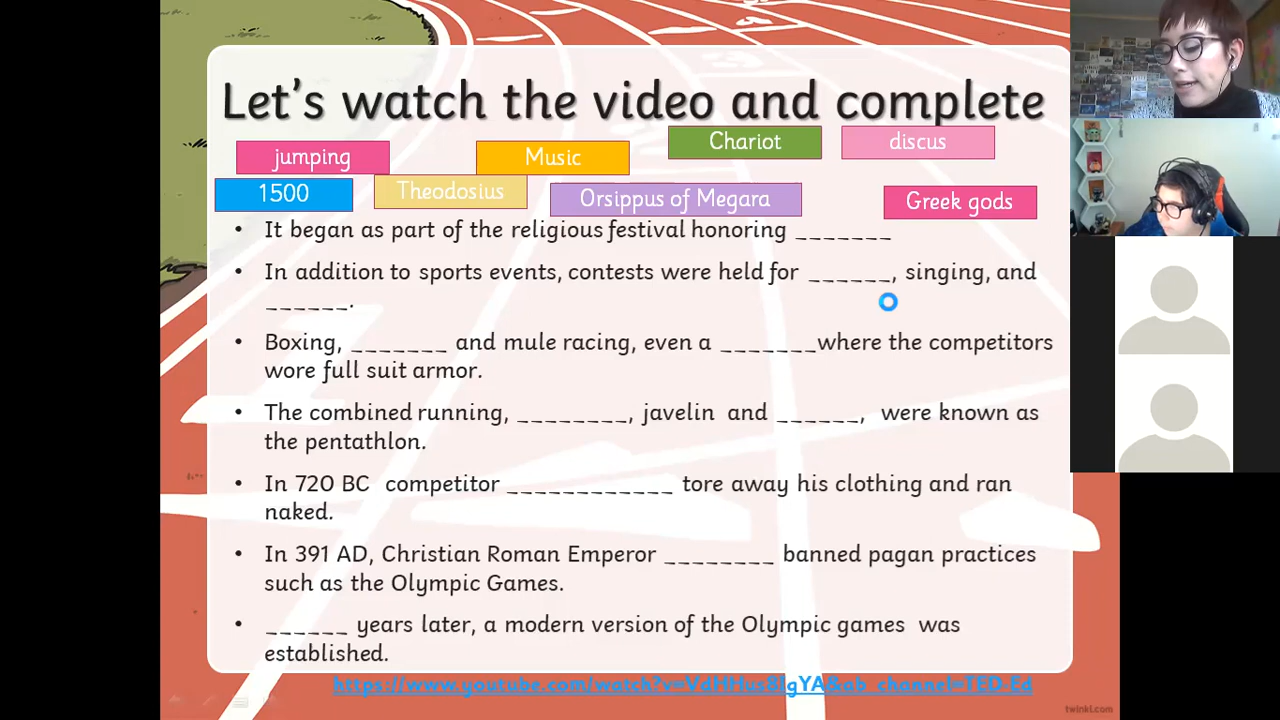 Let's watch the video and complete
jumping
Music
Chariot
discus
1500
Theodosius
Orsippus of Megara
Greek gods
• It began as part of the religious festival honoring _______
• In addition to sports events, contests were held for ______, singing, and
______.
• Boxing, _______ and mule racing, even a _______where the competitors
wore full suit armor.
• The combined running, ________, javelin and ______, were known as
the pentathlon.
• In 720 BC competitor ____________ tore away his clothing and ran
naked.
• In 391 AD, Christian Roman Emperor ________ banned pagan practices
such as the Olympic Games.
• ______ years later, a modern version of the Olympic games was
established.
https://www.youtube.com/watch?v=VdHHus8IgYA&ab_channel=TED-Ed
twinkl.com